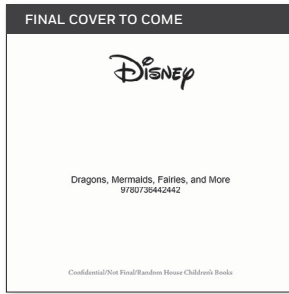 FINAL COVER TO COME
Disney
Dragons, Mermaids, Fairies, and More
9780736442442
Confidential/Not Final/Random House Children's Books